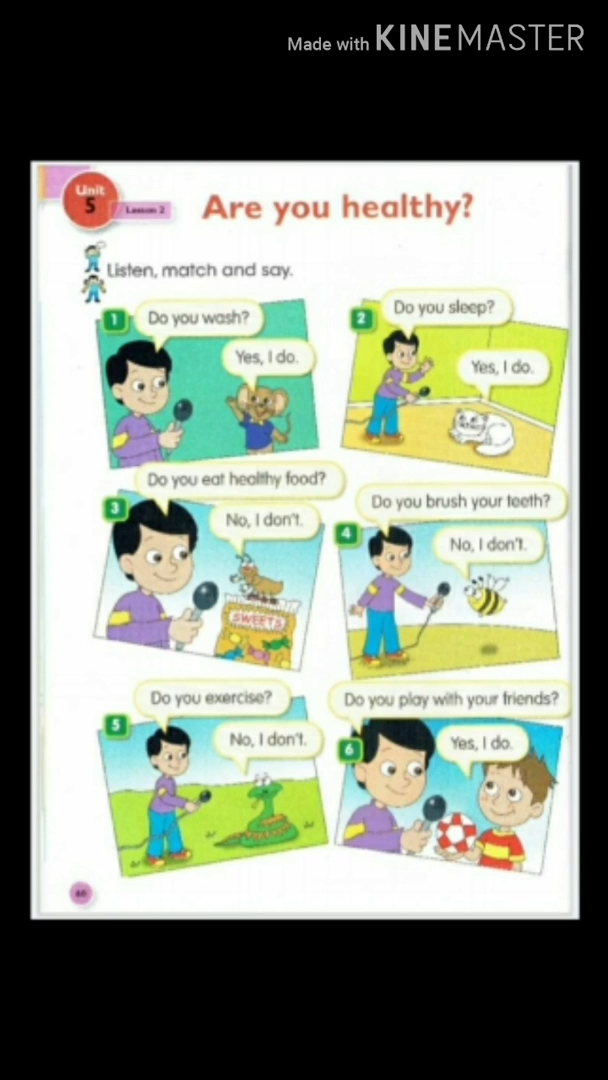 Made with KINEMASTER
Unit
5
Lesson 2
Are you healthy?
Listen, match and say.
1
Do you wash?
Yes, I do.
2
Do you sleep?
Yes, I do.
3
Do you eat healthy food?
No, I don't.
SWEETS
4
Do you brush your teeth?
No, I don't.
5
Do you exercise?
No, I don't.
6
Do you play with your friends?
Yes, I do.